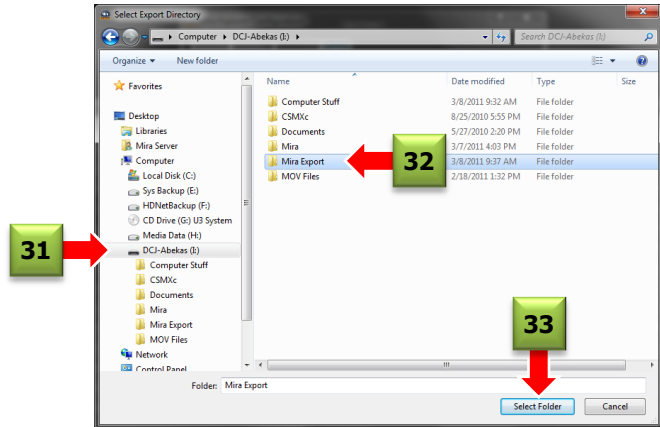 Select Export Directory
Computer ▸ DCJ-Abekas (I:) ▸
Search DCJ-Abekas (I:)
Organize ▾ New folder
Favorites
Desktop
Libraries
Mira Server
Computer
Local Disk (C:)
Sys Backup (E:)
HDNetBackup (F:)
CD Drive (G:) U3 System
Media Data (H:)
DCJ-Abekas (I:)
Computer Stuff
CSMXc
Documents
Mira
Mira Export
MOV Files
Network
Control Panel
Name Date modified Type Size
Computer Stuff 3/8/2011 9:32 AM File folder
CSMXc 8/25/2010 5:55 PM File folder
Documents 5/27/2010 2:20 PM File folder
Mira 3/7/2011 4:03 PM File folder
Mira Export 3/8/2011 9:37 AM File folder
MOV Files 2/18/2011 1:32 PM File folder
31
32
33
Folder: Mira Export
Select Folder Cancel